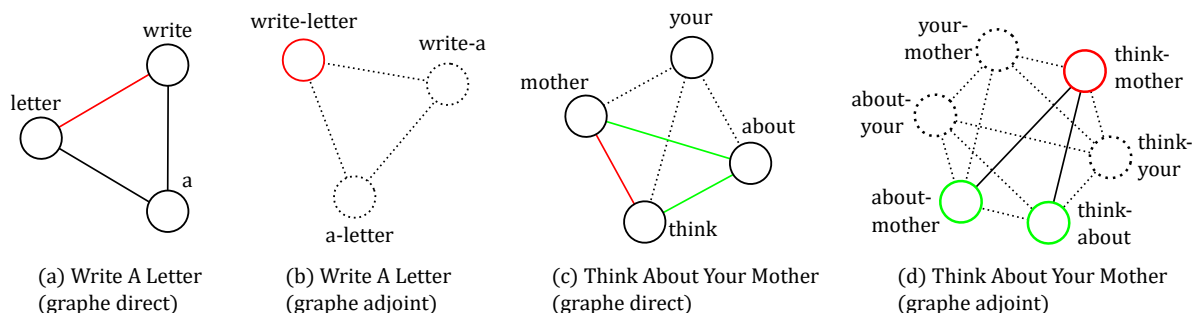 write
letter
a
(a) Write A Letter
(graphe direct)
write-letter
write-a
a-letter
(b) Write A Letter
(graphe adjoint)
your
mother
about
think
(c) Think About Your Mother
(graphe direct)
your-
mother
think-
mother
about-
your
think-
your
about-
mother
think-
about
(d) Think About Your Mother
(graphe adjoint)